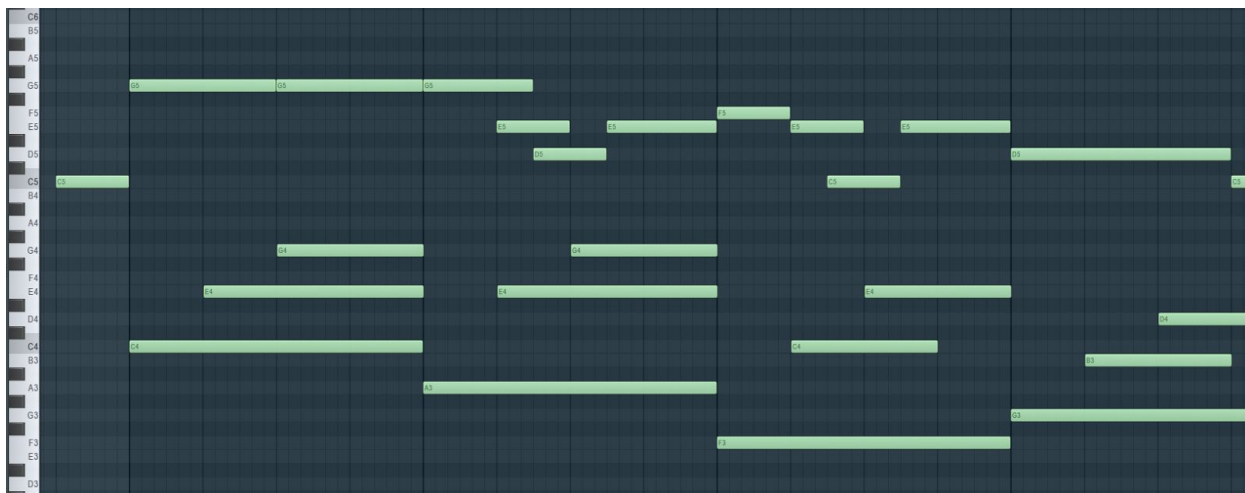 C6
B5
A5
G5 G5 G5 G5
F5 F5
E5 E5 E5 E5 E5
D5 D5 D5
C5 C5 C5 C5
B4
A4
G4 G4 G4
F4
E4 E4 E4 E4
D4 D4
C4 C4 C4
B3 B3
A3 A3
G3 G3
F3 F3
E3
D3